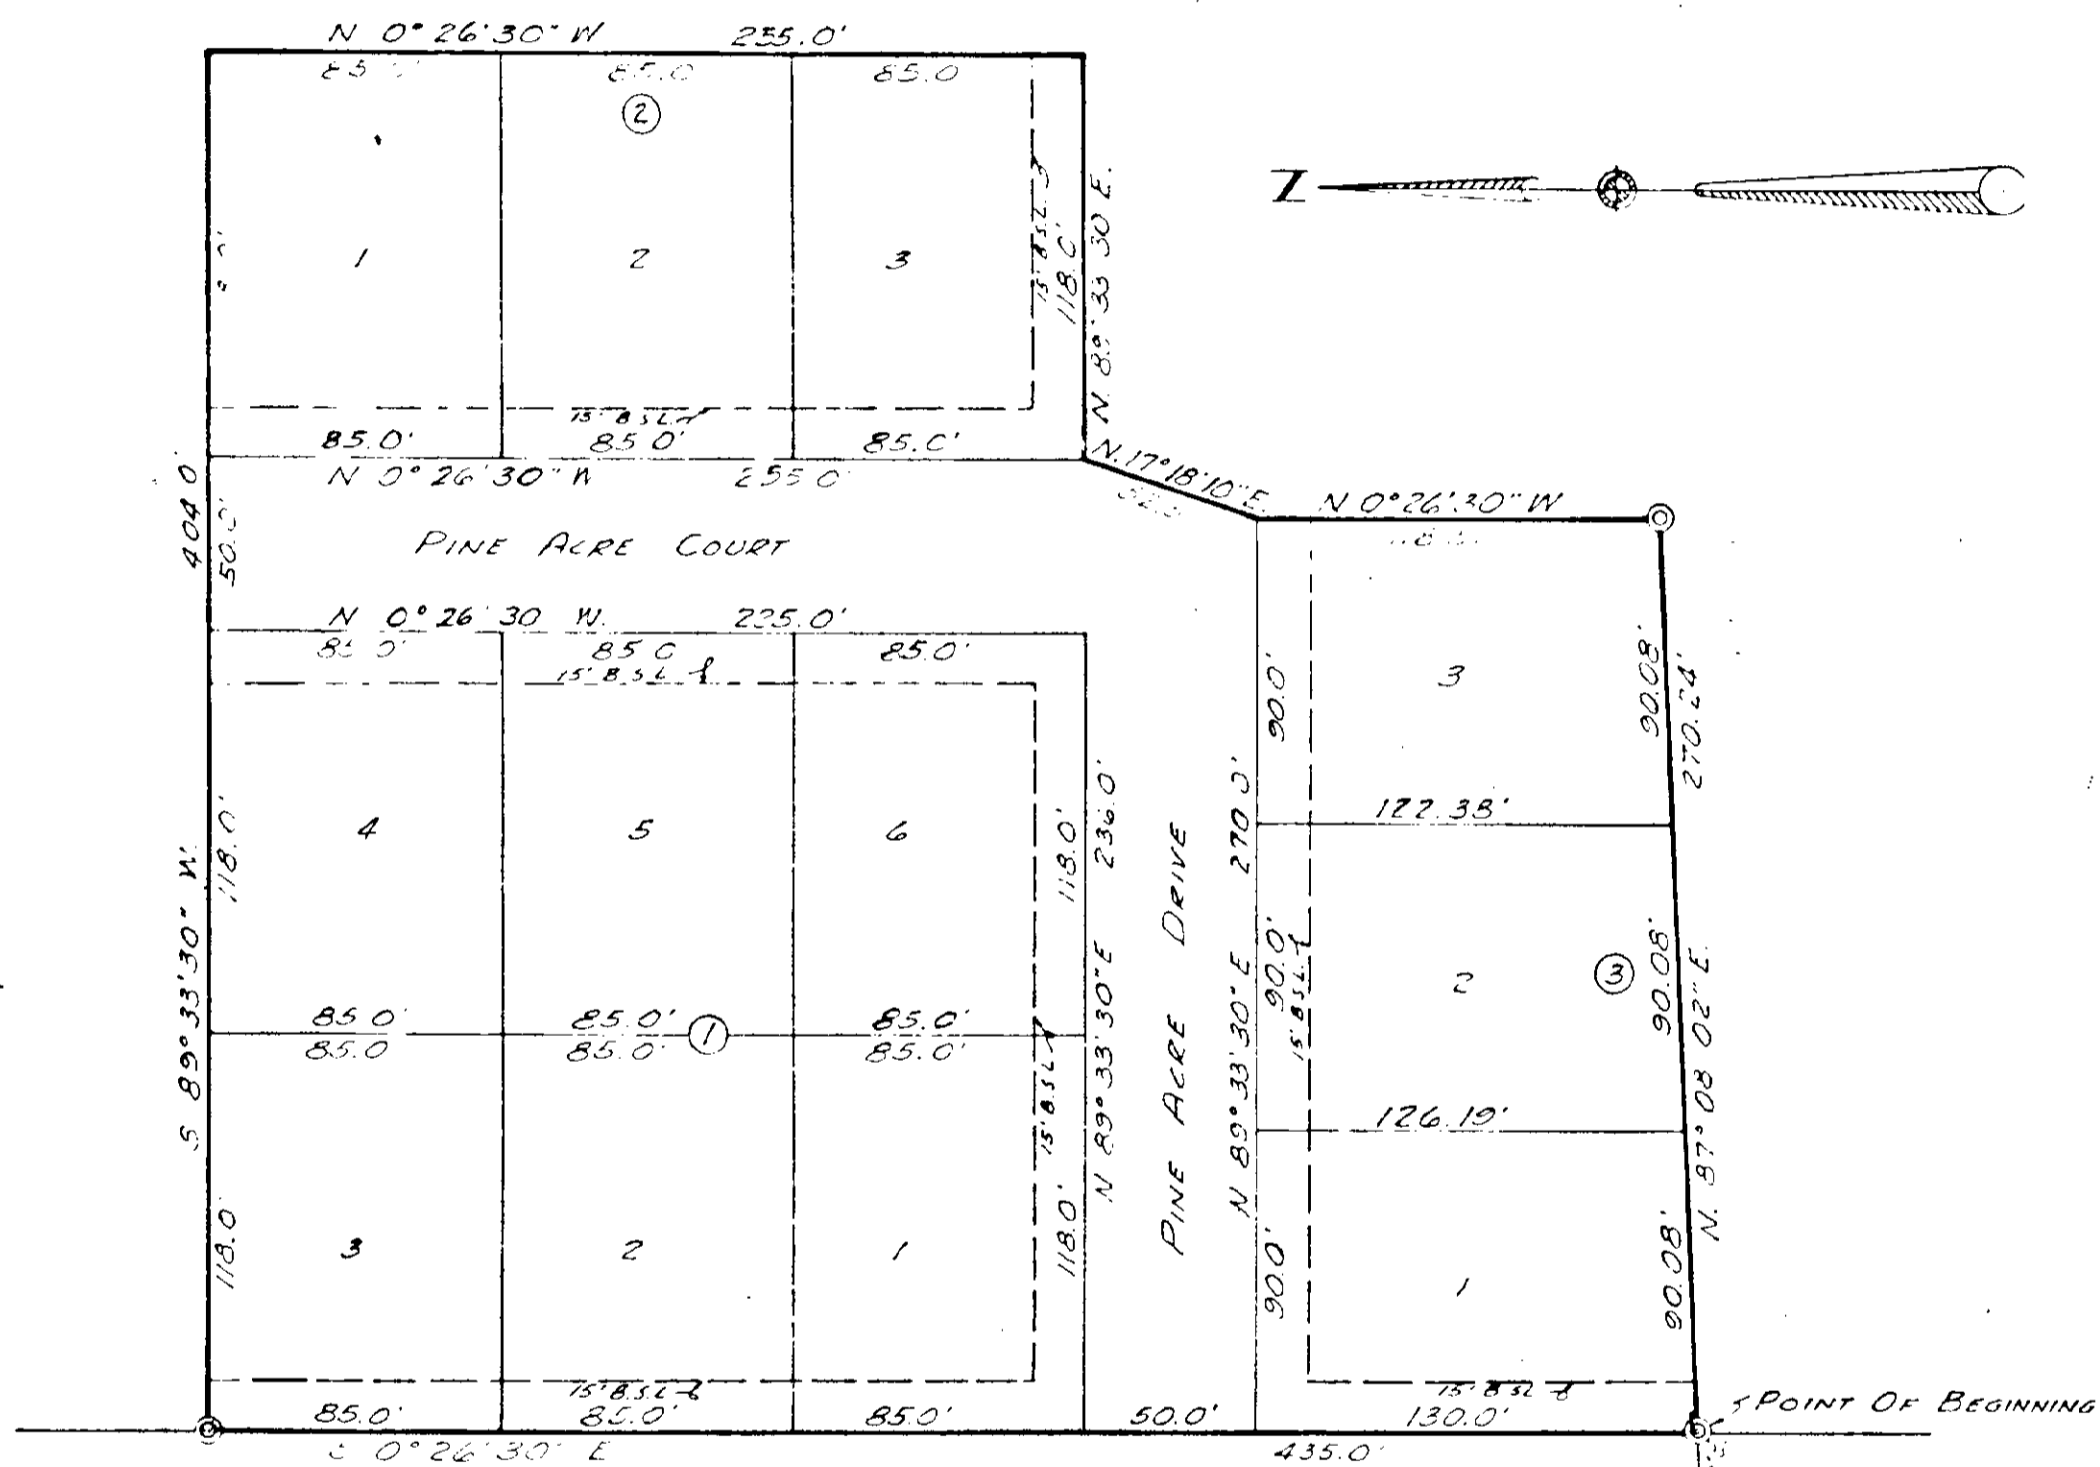 N 0° 26' 30" W 255.0'
85.0 85.0
2
Z
1 2 3
15' B.S.L.
118.0'
N. 89° 33' 30 E.
15' B.S.L.
85.0' 85.0' 85.0'
N 0° 26' 30" W 255.0'
N. 17° 18' 10" E.
N 0° 26' 30" W
404.0'
50.0'
PINE ACRE COURT
N 0° 26' 30 W.
85.0 85.0'
15' B.S.L.
4 5 6
118.0'
118.0'
236.0'
S 89° 33' 30" W.
85.0' 85.0' 85.0'
85.0 85.0' 85.0'
1
15' B.S.L.
N 89° 33' 30" E
3 2 1
118.0
118.0'
15' B.S.L.
85.0' 85.0' 85.0'
S 0° 26' 30" E
PINE ACRE DRIVE
50.0'
435.0'
90.0'
270.0'
3
90.08'
270.24'
122.38'
N 89° 33' 30" E
90.0'
15' B.S.L.
2
3
90.08'
N. 87° 08 02" E.
126.19'
90.0'
1
90.08'
15' B.S.L.
130.0'
POINT OF BEGINNING